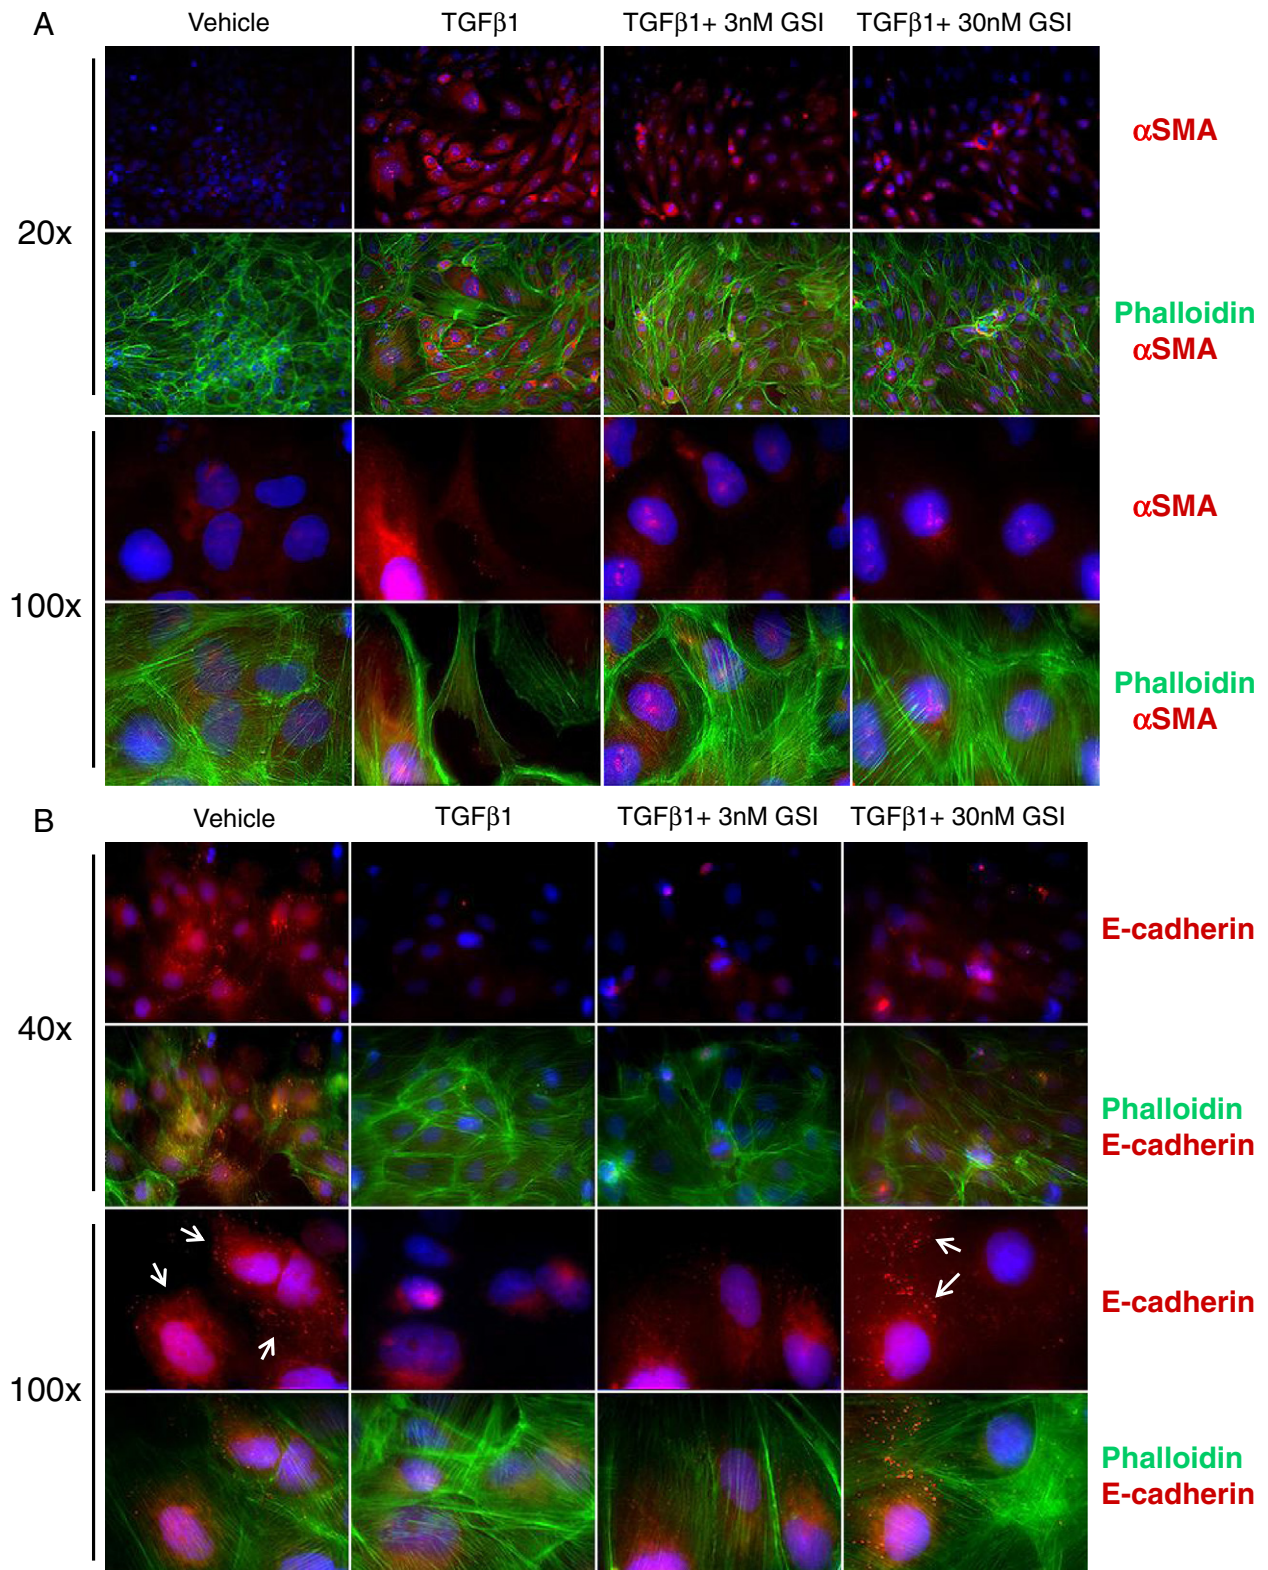 A
Vehicle
TGFβ1
TGFβ1+ 3nM GSI
TGFβ1+ 30nM GSI
αSMA
20x
Phalloidin
αSMA
αSMA
100x
Phalloidin
αSMA
B
Vehicle
TGFβ1
TGFβ1+ 3nM GSI
TGFβ1+ 30nM GSI
E-cadherin
40x
Phalloidin
E-cadherin
E-cadherin
100x
Phalloidin
E-cadherin